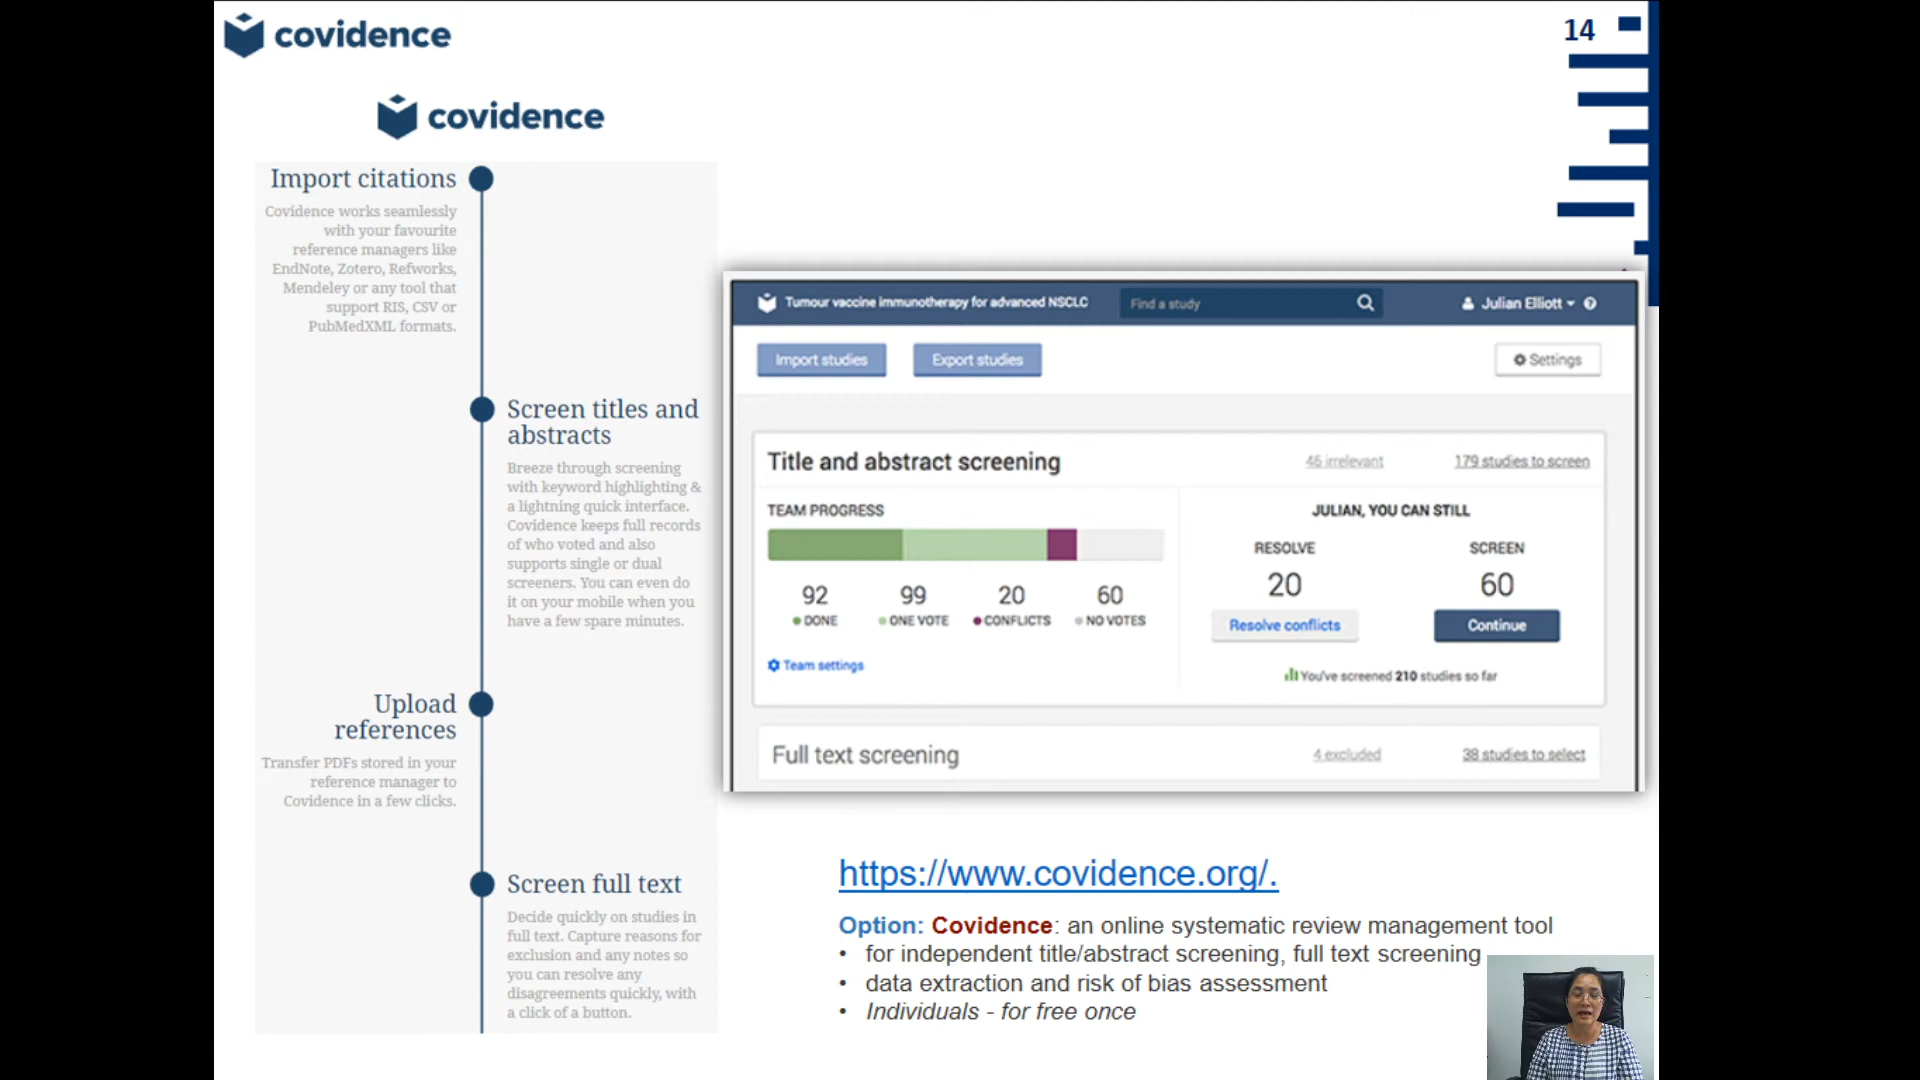 covidence
14
covidence
Import citations
Covidence works seamlessly
with your favourite
reference managers like
EndNote, Zotero, Refworks,
Mendeley or any tool that
support RIS, CSV or
PubMedXML formats.
Screen titles and
abstracts
Breeze through screening
with keyword highlighting &
a lightning quick interface.
Covidence keeps full records
of who voted and also
supports single or dual
screeners. You can even do
it on your mobile when you
have a few spare minutes.
Upload
references
Transfer PDFs stored in your
reference manager to
Covidence in a few clicks.
Screen full text
Decide quickly on studies in
full text. Capture reasons for
exclusion and any notes so
you can resolve any
disagreements quickly, with
a click of a button.
Tumour vaccine immunotherapy for advanced NSCLC Find a study Julian Elliott
Import studies Export studies Settings
Title and abstract screening 46 irrelevant 179 studies to screen
TEAM PROGRESS JULIAN, YOU CAN STILL
RESOLVE SCREEN
92 99 20 60 20 60
DONE ONE VOTE CONFLICTS NO VOTES Resolve conflicts Continue
Team settings You've screened 210 studies so far
Full text screening 4 excluded 38 studies to select
https://www.covidence.org/.
Option: Covidence: an online systematic review management tool
• for independent title/abstract screening, full text screening
• data extraction and risk of bias assessment
• Individuals - for free once